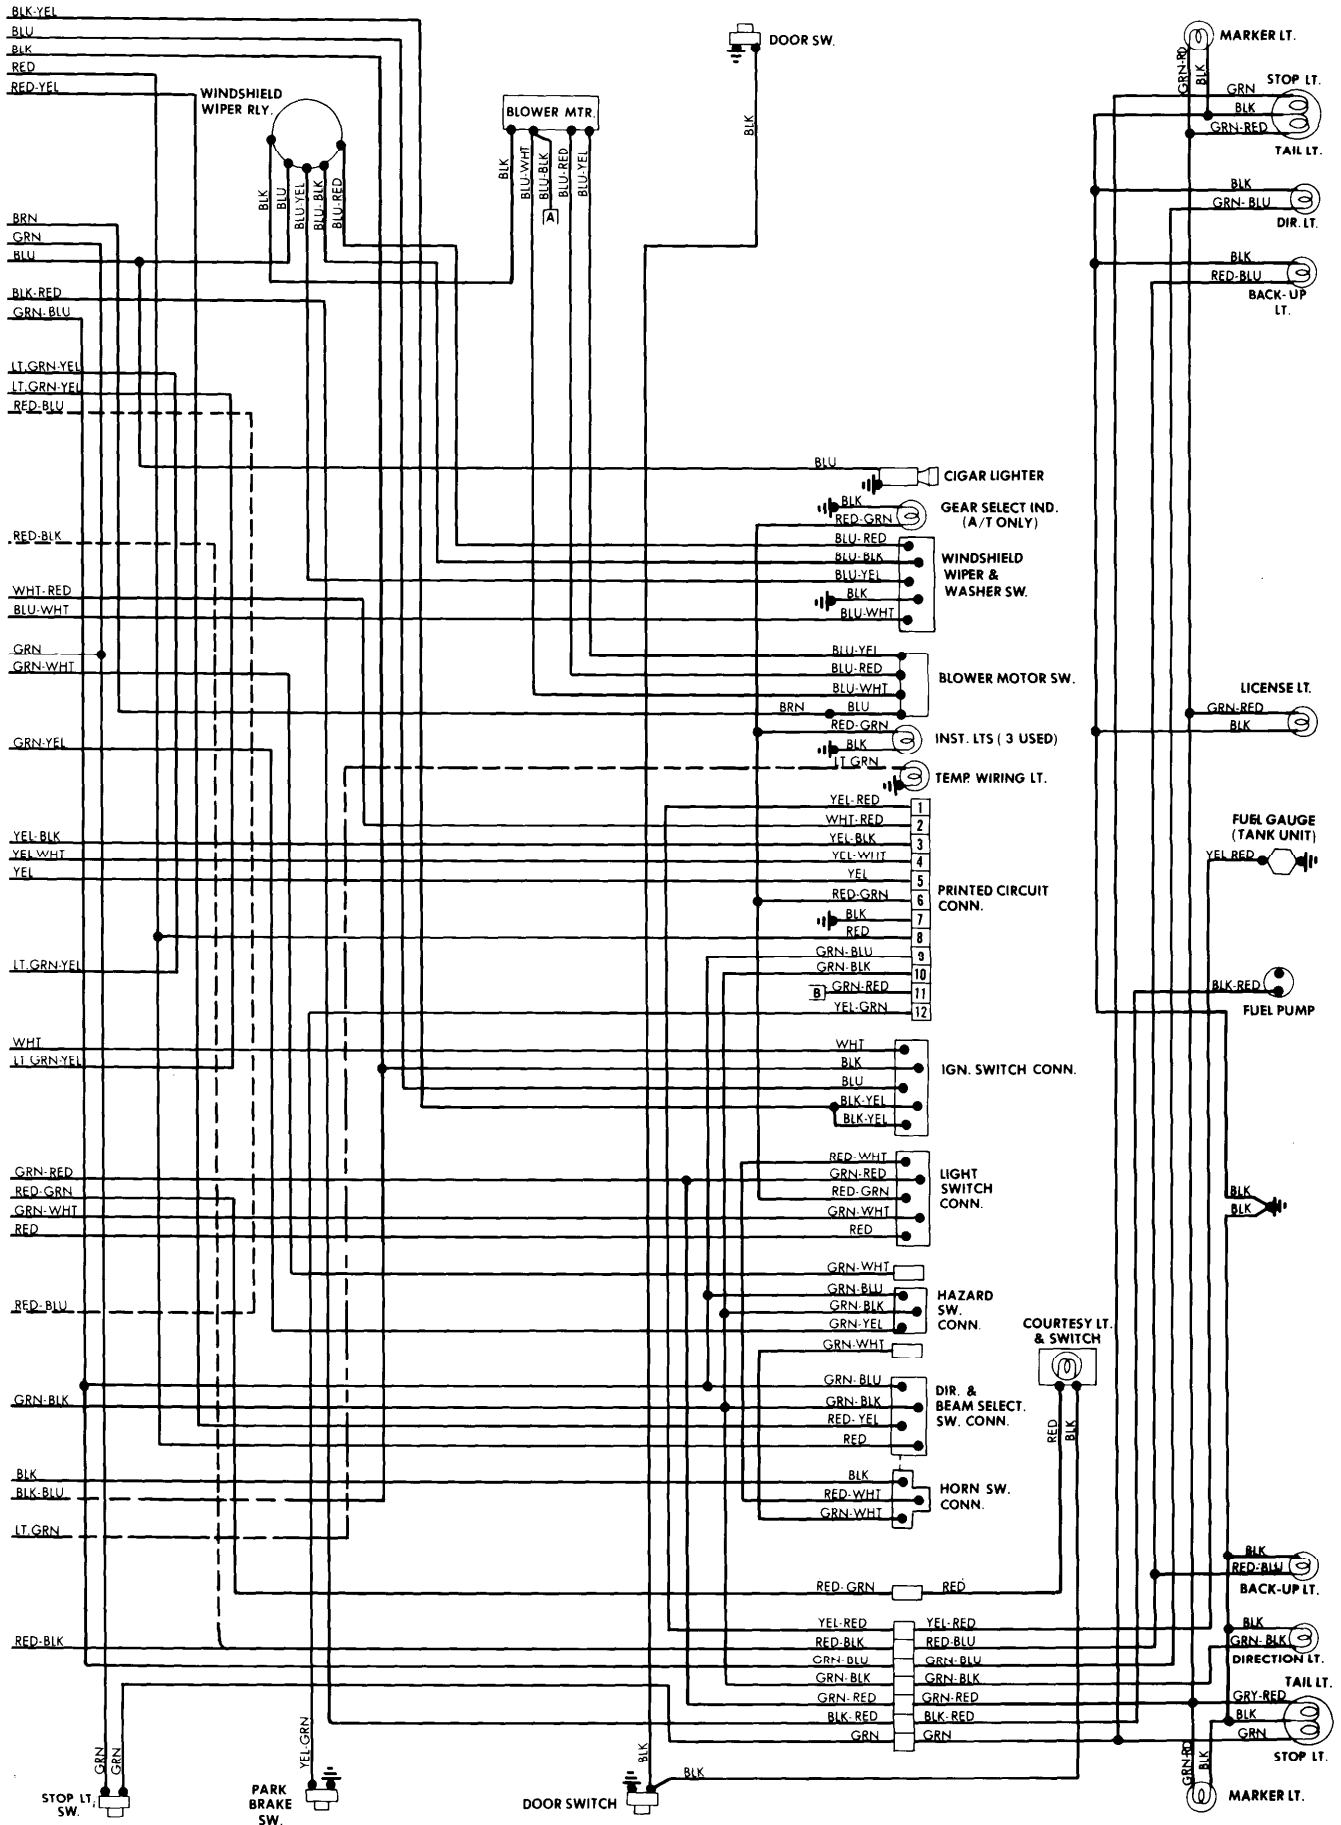 BLK-YEL
BLU
BLK
RED
RED-YEL
WINDSHIELD
WIPER RLY.
BLOWER MTR.
DOOR SW.
MARKER LT.
GRN-RD
BLK
STOP LT.
GRN
BLK
GRN-RED
TAIL LT.
BLK
BLK
BLU
BLU-YEL
BLU-BLK
BLU-RED
BLK
BLU-WHT
BLU-BLK
BLU-RED
BLU-YEL
A
BLK
GRN-BLU
DIR. LT.
BLK
RED-BLU
BACK-UP
LT.
BRN
GRN
BLU
BLK-RED
GRN-BLU
LT.GRN-YEL
LT.GRN-YEL
RED-BLU
BLU
CIGAR LIGHTER
BLK
RED-GRN
GEAR SELECT IND.
(A/T ONLY)
RED-BLK
BLU-RED
BLU-BLK
BLU-YEL
BLK
BLU-WHT
WINDSHIELD
WIPER &
WASHER SW.
WHT-RED
BLU-WHT
GRN
GRN-WHT
BLU-YEL
BLU-RED
BLU-WHT
BRN
BLU
BLOWER MOTOR SW.
LICENSE LT.
GRN-RED
BLK
RED-GRN
BLK
INST. LTS ( 3 USED)
GRN-YEL
LT GRN
TEMP. WIRING LT.
YEL-RED
1
WHT-RED
2
YEL-BLK
3
YEL-WHT
4
YEL
5
RED-GRN
6
BLK
7
RED
8
GRN-BLU
9
GRN-BLK
10
B
GRN-RED
11
YEL-GRN
12
PRINTED CIRCUIT
CONN.
YEL-BLK
YEL WHT
YEL
FUEL GAUGE
(TANK UNIT)
YEL RED
LT.GRN-YEL
BLK-RED
FUEL PUMP
WHT
LT GRN-YEL
WHT
BLK
BLU
BLK-YEL
BLK-YEL
IGN. SWITCH CONN.
GRN-RED
RED-GRN
GRN-WHT
RED
RED-WHT
GRN-RED
RED-GRN
GRN-WHT
RED
LIGHT
SWITCH
CONN.
BLK
BLK
GRN-WHT
RED-BLU
GRN-BLU
GRN-BLK
GRN-YEL
HAZARD
SW.
CONN.
GRN-WHT
COURTESY LT.
& SWITCH
GRN-BLK
GRN-BLU
GRN-BLK
RED-YEL
RED
DIR. &
BEAM SELECT.
SW. CONN.
RED
BLK
BLK
BLK-BLU
BLK
RED-WHT
GRN-WHT
HORN SW.
CONN.
LT.GRN
RED-GRN
RED
BLK
RED-BLU
BACK-UP LT.
RED-BLK
YEL-RED
YEL-RED
RED-BLK
RED-BLU
GRN-BLU
GRN-BLU
GRN-BLK
GRN-BLK
GRN-RED
GRN-RED
BLK-RED
BLK-RED
GRN
GRN
BLK
GRN-BLK
DIRECTION LT.
TAIL LT.
GRY-RED
BLK
GRN
STOP LT.
GRN
GRN
YEL-GRN
BLK
BLK
GRN-RD
BLK
STOP LT.
SW.
PARK
BRAKE
SW.
DOOR SWITCH
MARKER LT.